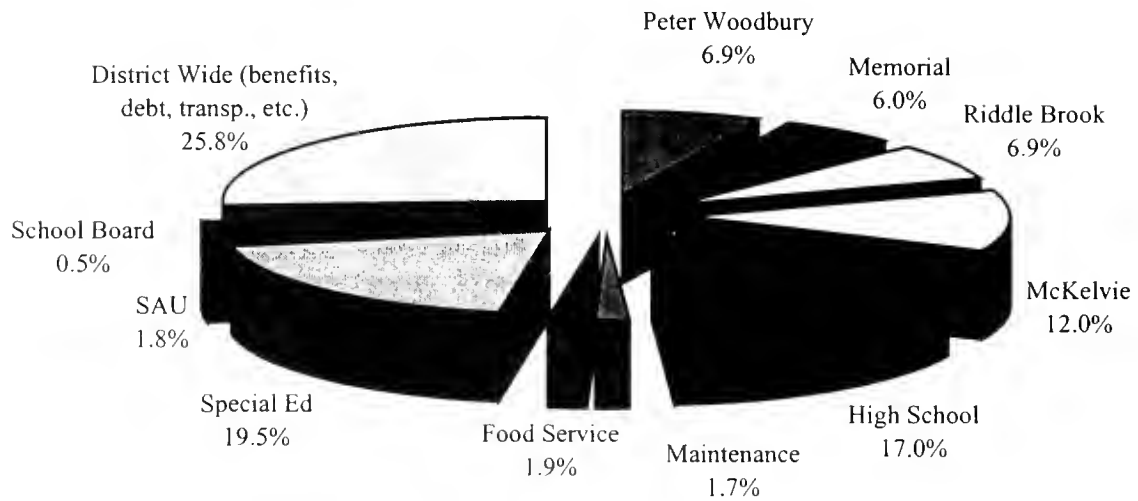 Peter Woodbury
6.9%
Memorial
6.0%
Riddle Brook
6.9%
McKelvie
12.0%
High School
17.0%
Maintenance
1.7%
Food Service
1.9%
Special Ed
19.5%
SAU
1.8%
School Board
0.5%
District Wide (benefits,
debt, transp., etc.)
25.8%